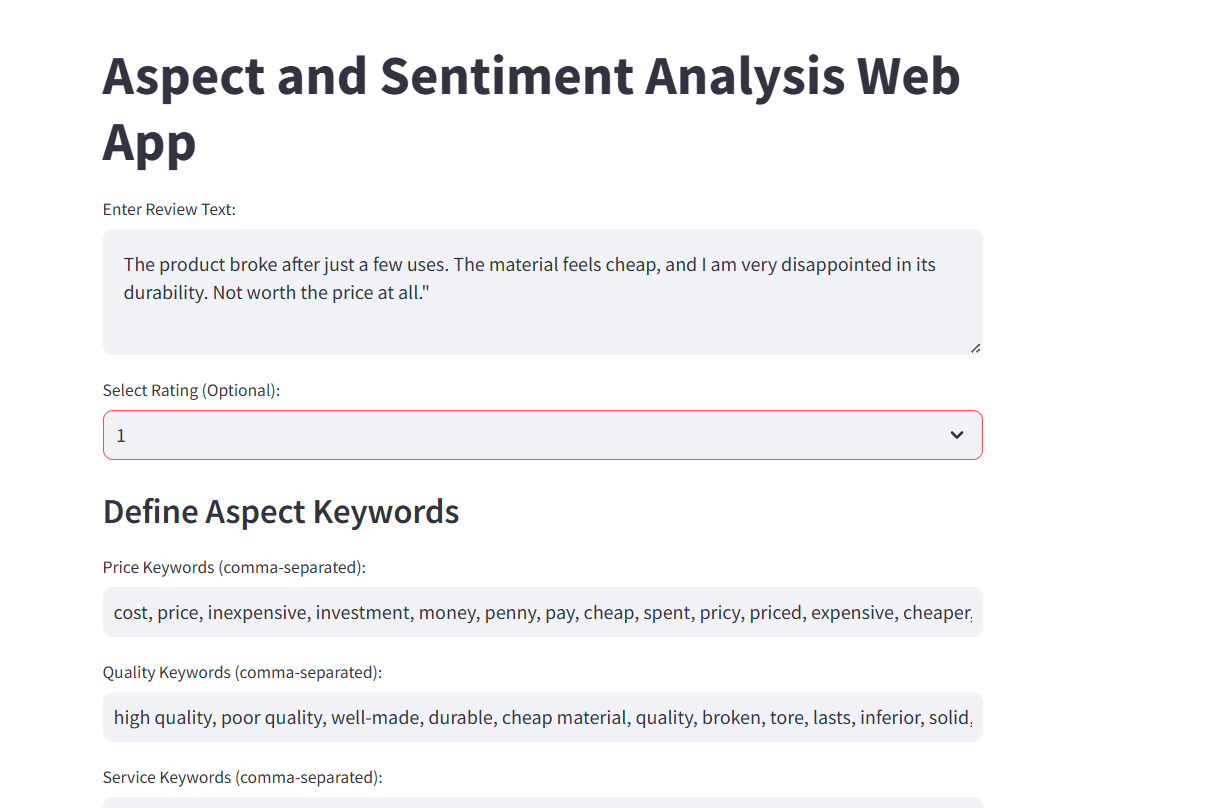 Aspect and Sentiment Analysis Web
App
Enter Review Text:
The product broke after just a few uses. The material feels cheap, and I am very disappointed in its
durability. Not worth the price at all."
Select Rating (Optional):
1
Define Aspect Keywords
Price Keywords (comma-separated):
cost, price, inexpensive, investment, money, penny, pay, cheap, spent, pricy, priced, expensive, cheaper,
Quality Keywords (comma-separated):
high quality, poor quality, well-made, durable, cheap material, quality, broken, tore, lasts, inferior, solid,
Service Keywords (comma-separated):